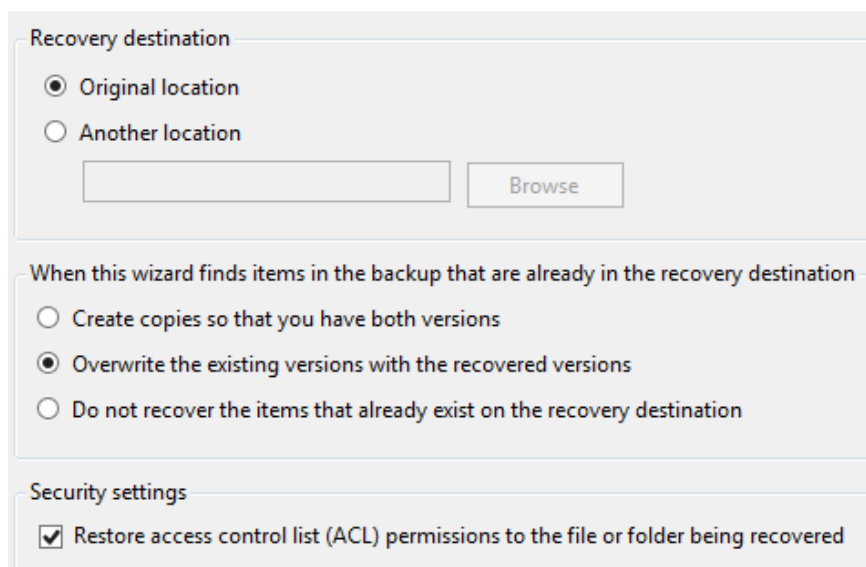 Recovery destination
Original location
Another location
Browse
When this wizard finds items in the backup that are already in the recovery destination
Create copies so that you have both versions
Overwrite the existing versions with the recovered versions
Do not recover the items that already exist on the recovery destination
Security settings
Restore access control list (ACL) permissions to the file or folder being recovered